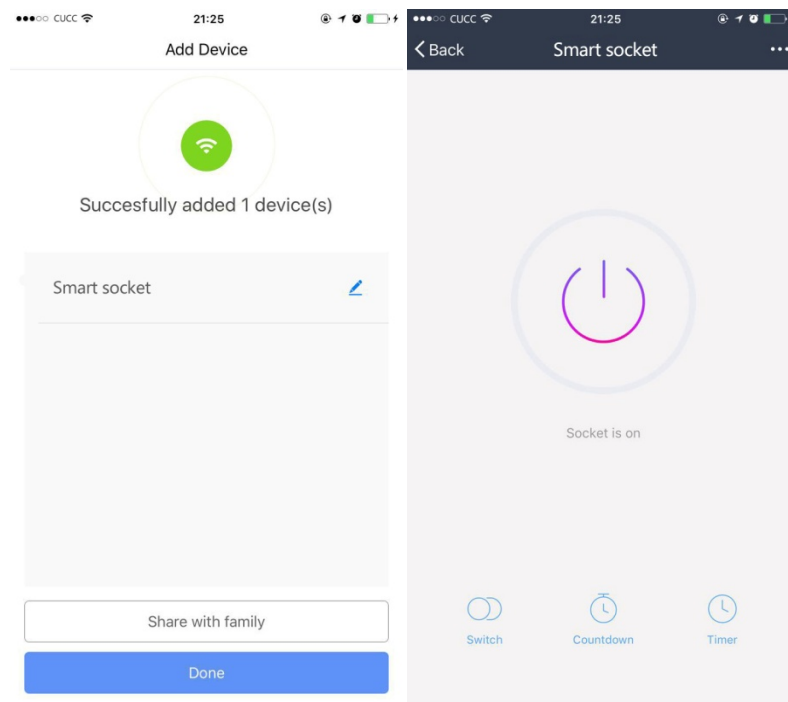 CUCC 21:25
Add Device
Succesfully added 1 device(s)
Smart socket
Share with family
Done
CUCC 21:25
Back Smart socket
Socket is on
Switch Countdown Timer